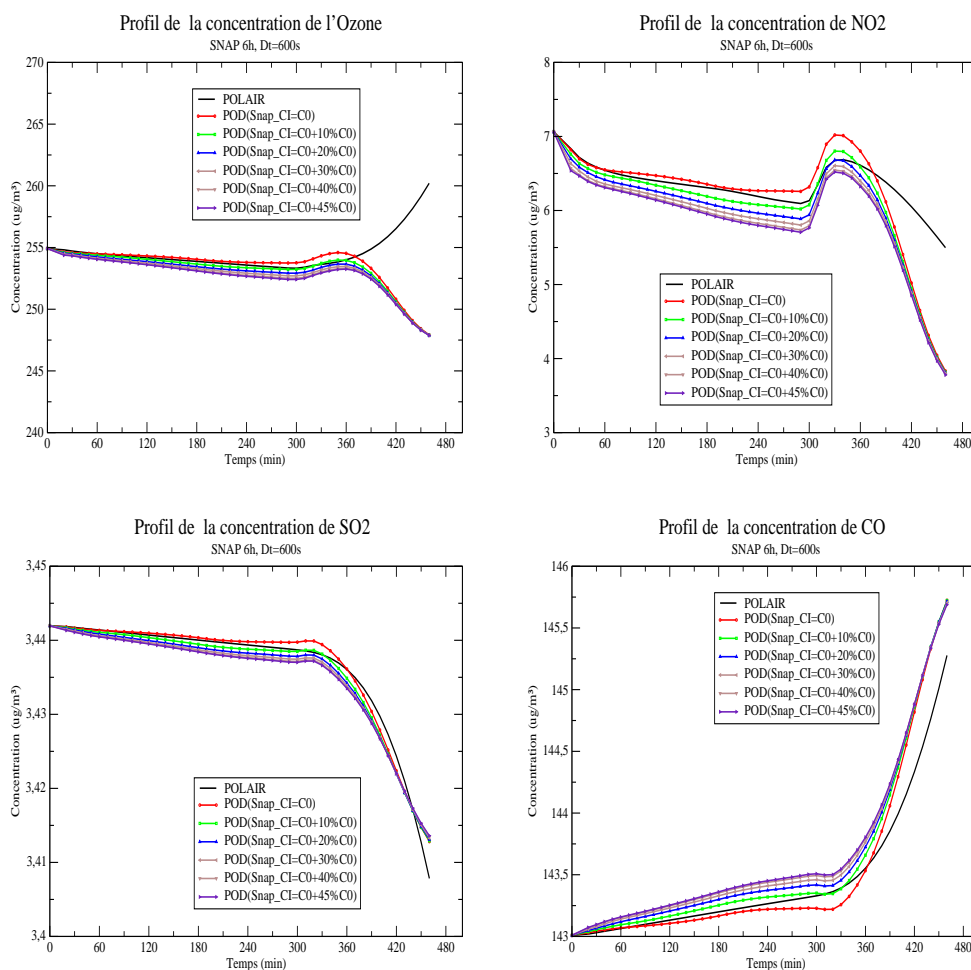 Profil de la concentration de l'Ozone
SNAP 6h, Dt=600s
270
265
260
255
250
245
240
Concentration (ug/m³)
POLAIR
POD(Snap_CI=C0)
POD(Snap_CI=C0+10%C0)
POD(Snap_CI=C0+20%C0)
POD(Snap_CI=C0+30%C0)
POD(Snap_CI=C0+40%C0)
POD(Snap_CI=C0+45%C0)
0 60 120 180 240 300 360 420 480
Temps (min)
Profil de la concentration de NO2
SNAP 6h, Dt=600s
8
7
6
5
4
3
Concentration (ug/m³)
POLAIR
POD(Snap_CI=C0)
POD(Snap_CI=C0+10%C0)
POD(Snap_CI=C0+20%C0)
POD(Snap_CI=C0+30%C0)
POD(Snap_CI=C0+40%C0)
POD(Snap_CI=C0+45%C0)
0 60 120 180 240 300 360 420 480
Temps (min)
Profil de la concentration de SO2
SNAP 6h, Dt=600s
3,45
3,44
3,43
3,42
3,41
3,4
Concentration (ug/m³)
POLAIR
POD(Snap_CI=C0)
POD(Snap_CI=C0+10%C0)
POD(Snap_CI=C0+20%C0)
POD(Snap_CI=C0+30%C0)
POD(Snap_CI=C0+40%C0)
POD(Snap_CI=C0+45%C0)
0 60 120 180 240 300 360 420 480
Temps (min)
Profil de la concentration de CO
SNAP 6h, Dt=600s
146
145,5
145
144,5
144
143,5
143
Concentration (ug/m³)
POLAIR
POD(Snap_CI=C0)
POD(Snap_CI=C0+10%C0)
POD(Snap_CI=C0+20%C0)
POD(Snap_CI=C0+30%C0)
POD(Snap_CI=C0+40%C0)
POD(Snap_CI=C0+45%C0)
0 60 120 180 240 300 360 420 480
Temps (min)